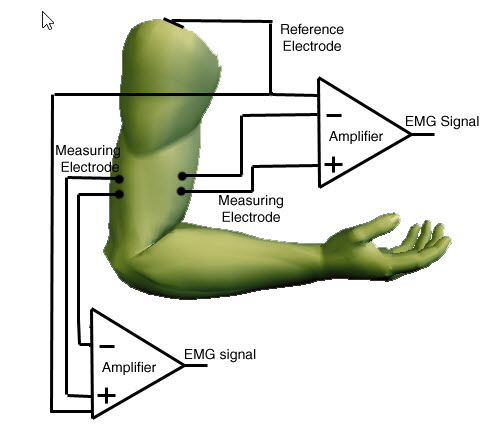 Reference
Electrode
EMG Signal
−
Amplifier
+
Measuring
Electrode
Measuring
Electrode
EMG signal
−
Amplifier
+